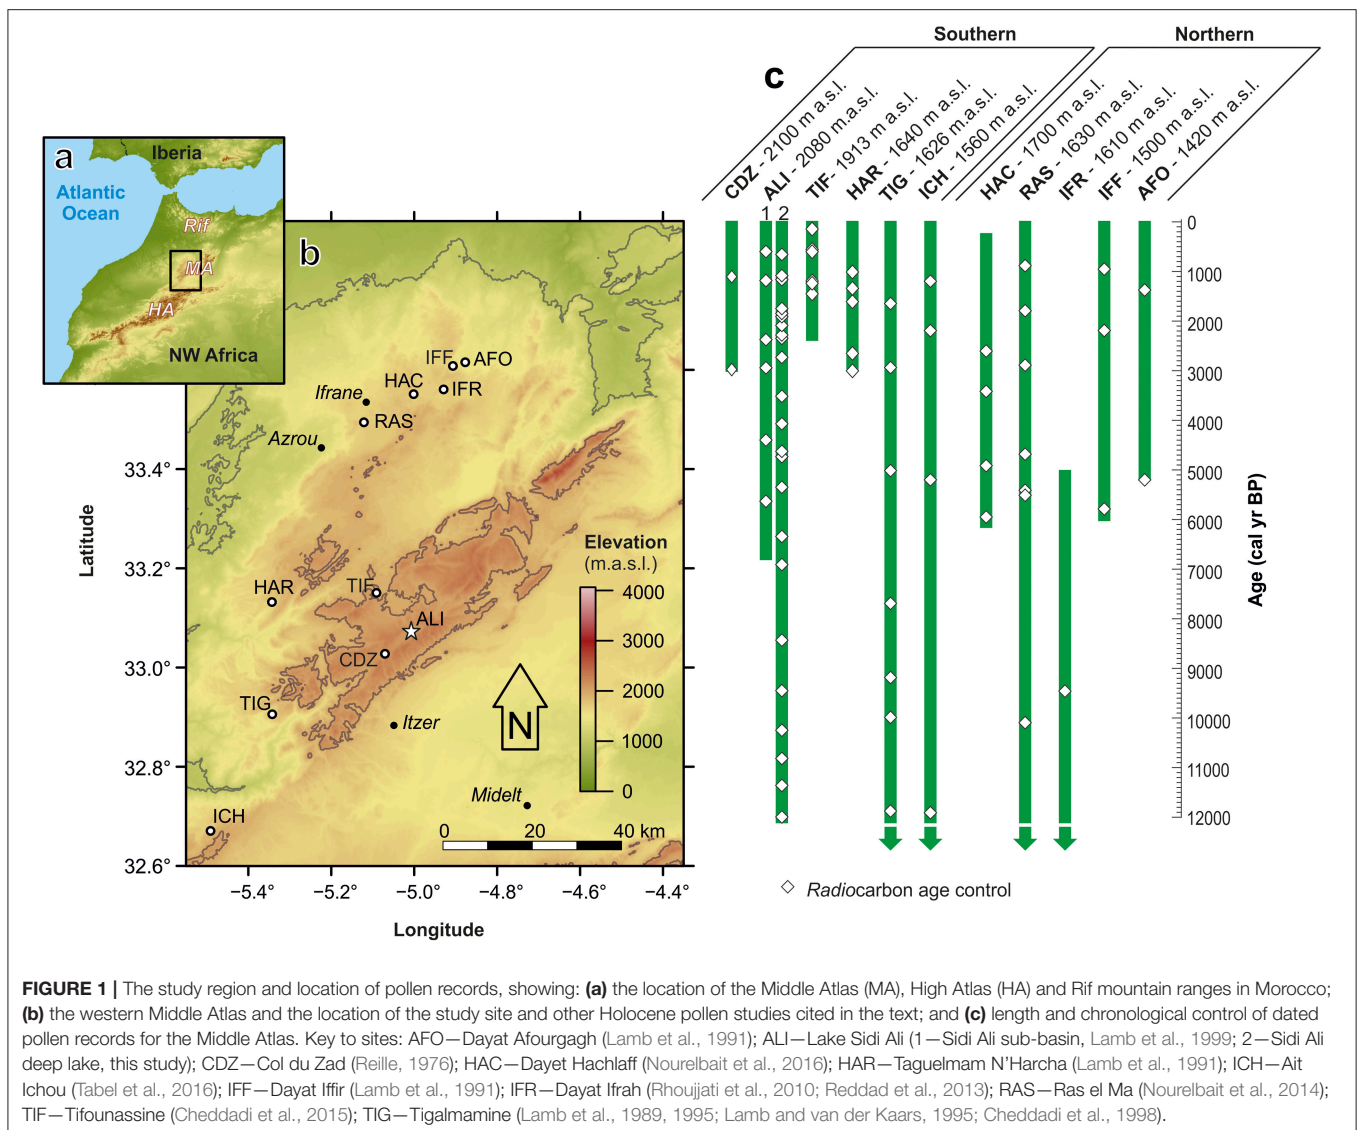 Southern
Northern
c
CDZ - 2100 m a.s.l.
ALI - 2080 m.a.s.l.
TIF - 1913 m a.s.l.
HAR - 1640 m a.s.l.
TIG - 1626 m.a.s.l.
ICH - 1560 m a.s.l.
HAC - 1700 m a.s.l.
RAS - 1630 m a.s.l.
IFR - 1610 m a.s.l.
IFF - 1500 m a.s.l.
AFO - 1420 m a.s.l.
1 2
a
Iberia
Atlantic
Ocean
Rif
MA
HA
NW Africa
b
IFF
AFO
HAC
IFR
Ifrane
RAS
Azrou
HAR
TIF
ALI
CDZ
TIG
Itzer
Midelt
ICH
N
Elevation
(m.a.s.l.)
4000
3000
2000
1000
0
0 20 40 km
Latitude
33.4°
33.2°
33.0°
32.8°
32.6°
−5.4° −5.2° −5.0° −4.8° −4.6° −4.4°
Longitude
0
1000
2000
3000
4000
5000
6000
7000
8000
9000
10000
11000
12000
Age (cal yr BP)
Radiocarbon age control
FIGURE 1 | The study region and location of pollen records, showing: (a) the location of the Middle Atlas (MA), High Atlas (HA) and Rif mountain ranges in Morocco;
(b) the western Middle Atlas and the location of the study site and other Holocene pollen studies cited in the text; and (c) length and chronological control of dated
pollen records for the Middle Atlas. Key to sites: AFO—Dayat Afourgagh (Lamb et al., 1991); ALI—Lake Sidi Ali (1—Sidi Ali sub-basin, Lamb et al., 1999; 2—Sidi Ali
deep lake, this study); CDZ—Col du Zad (Reille, 1976); HAC—Dayet Hachlaff (Nourelbait et al., 2016); HAR—Taguelmam N'Harcha (Lamb et al., 1991); ICH—Ait
Ichou (Tabel et al., 2016); IFF—Dayat Iffir (Lamb et al., 1991); IFR—Dayat Ifrah (Rhoujjati et al., 2010; Reddad et al., 2013); RAS—Ras el Ma (Nourelbait et al., 2014);
TIF—Tifounassine (Cheddadi et al., 2015); TIG—Tigalmamine (Lamb et al., 1989, 1995; Lamb and van der Kaars, 1995; Cheddadi et al., 1998).